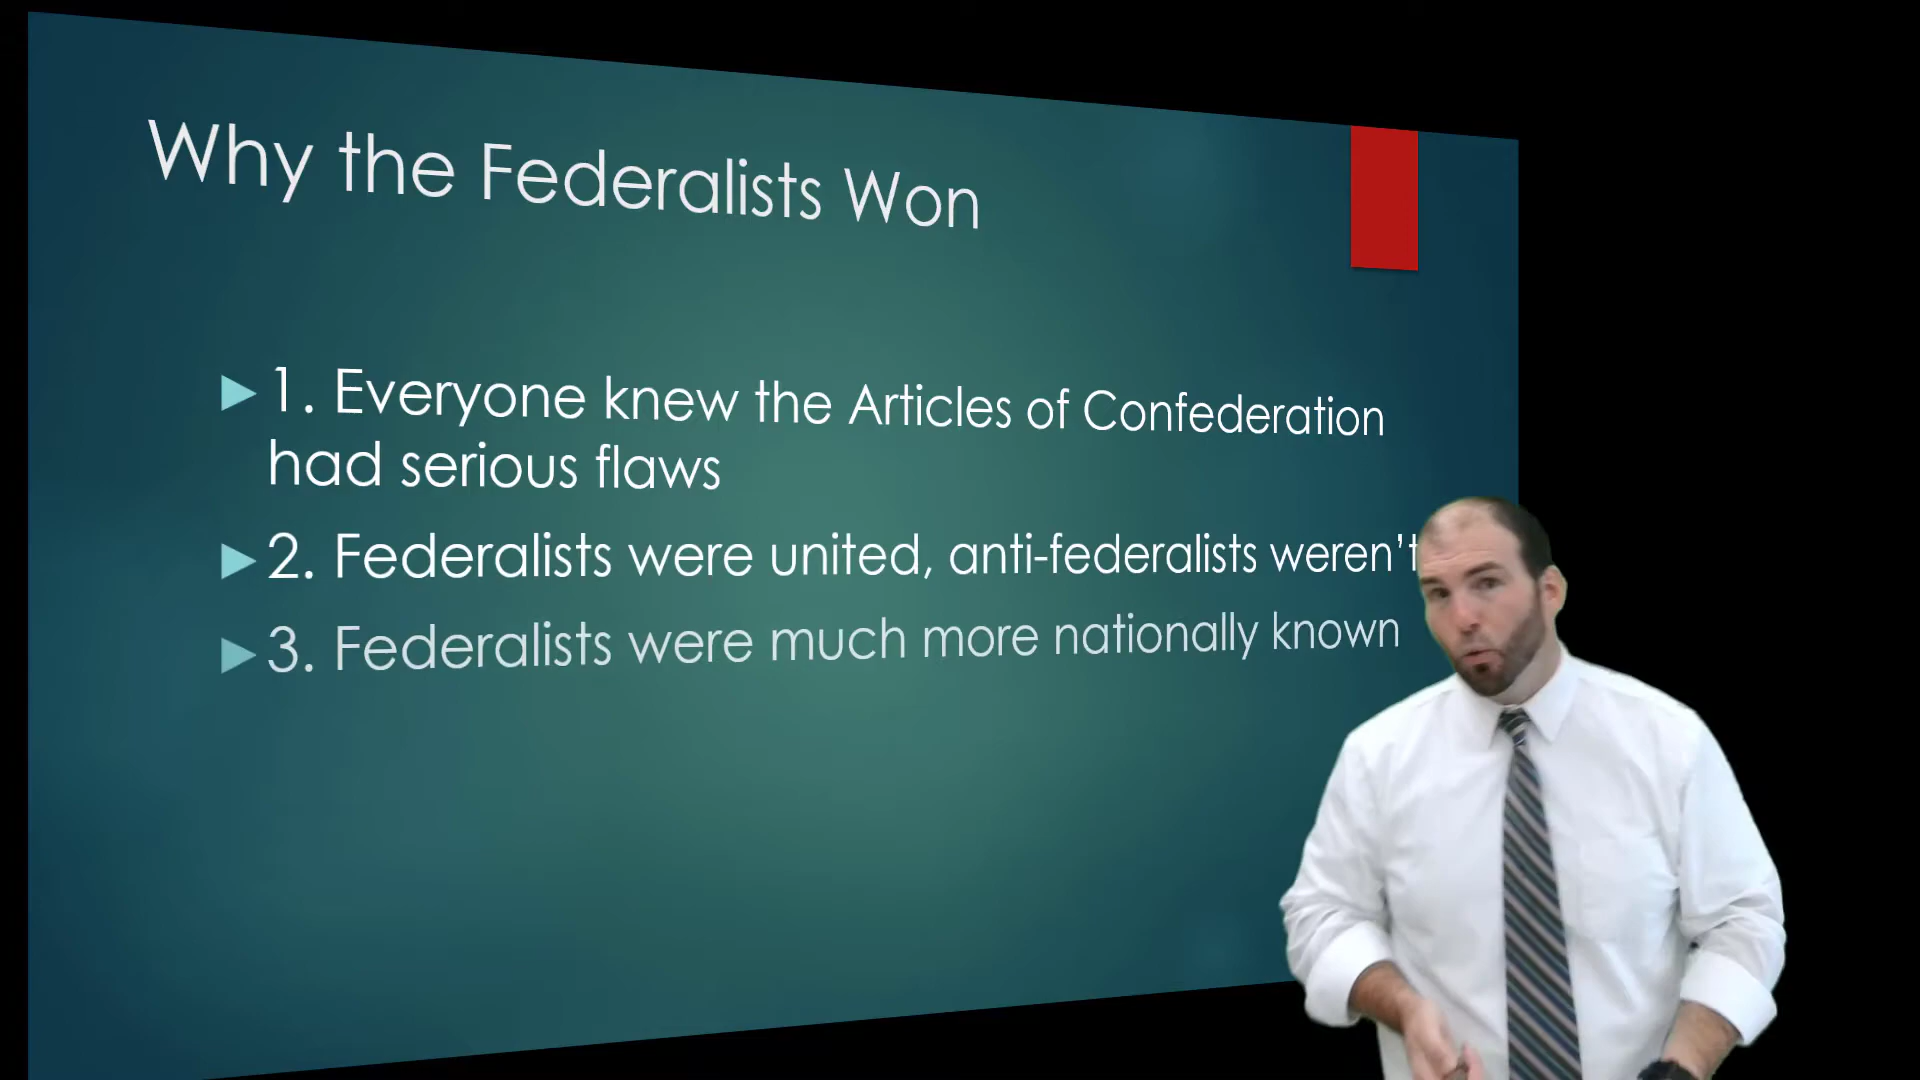 Why the Federalists Won
1. Everyone knew the Articles of Confederation
had serious flaws
2. Federalists were united, anti-federalists weren't
3. Federalists were much more nationally known